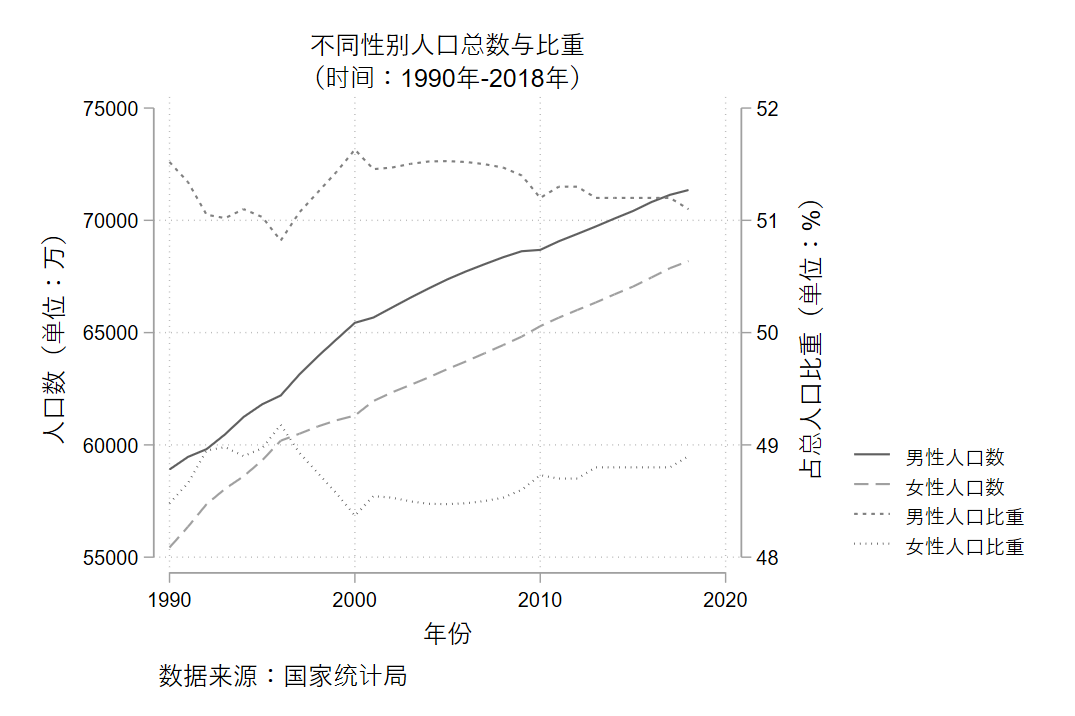 不同性别人口总数与比重
（时间：1990年-2018年）
75000
70000
65000
60000
55000
人口数（单位：万）
52
51
50
49
48
占总人口比重（单位：%）
1990
2000
2010
2020
年份
男性人口数
女性人口数
男性人口比重
女性人口比重
数据来源：国家统计局